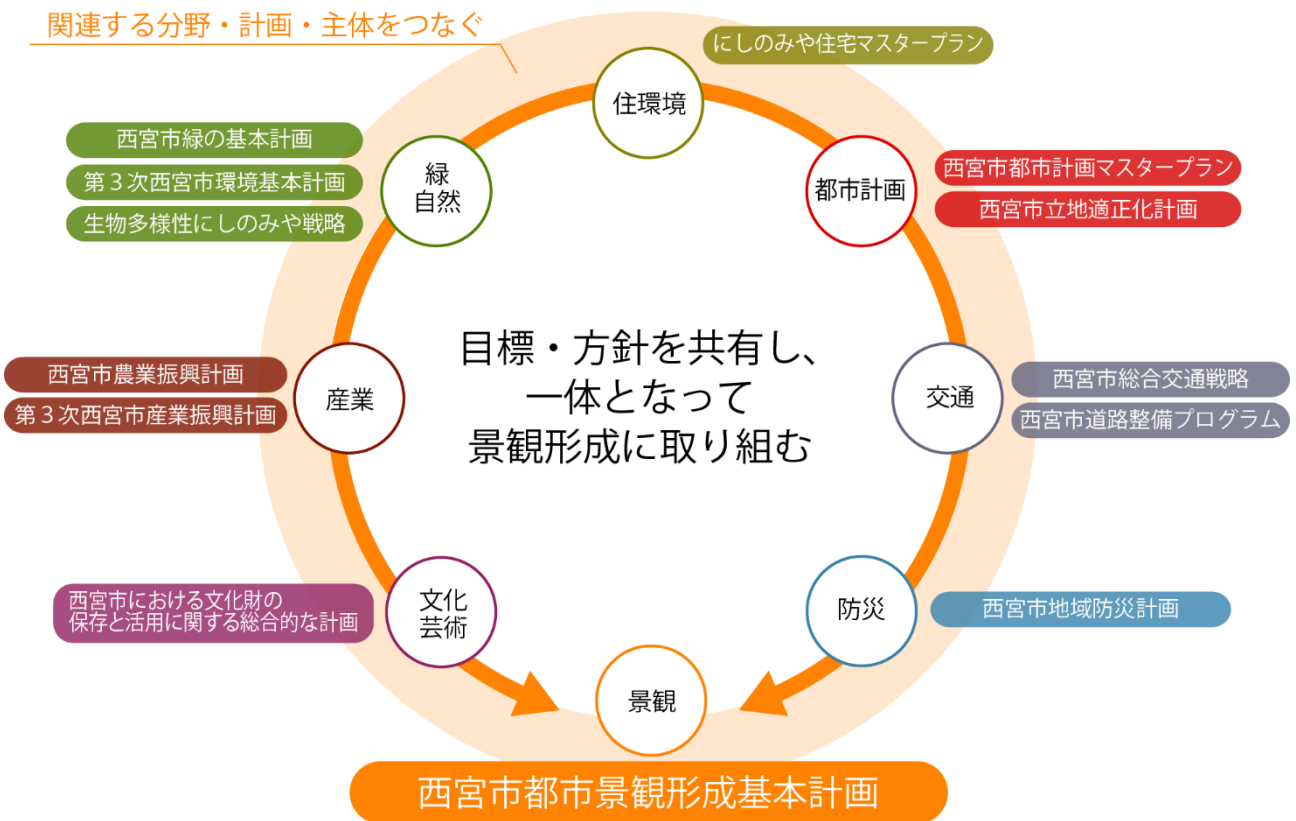 関連する分野・計画・主体をつなぐ
にしのみや住宅マスタープラン
住環境
西宮市緑の基本計画
第3次西宮市環境基本計画
生物多様性にしのみや戦略
緑
自然
都市計画
西宮市都市計画マスタープラン
西宮市立地適正化計画
目標・方針を共有し、
一体となって
景観形成に取り組む
西宮市農業振興計画
第3次西宮市産業振興計画
産業
交通
西宮市総合交通戦略
西宮市道路整備プログラム
西宮市における文化財の
保存と活用に関する総合的な計画
文化
芸術
防災
西宮市地域防災計画
景観
西宮市都市景観形成基本計画